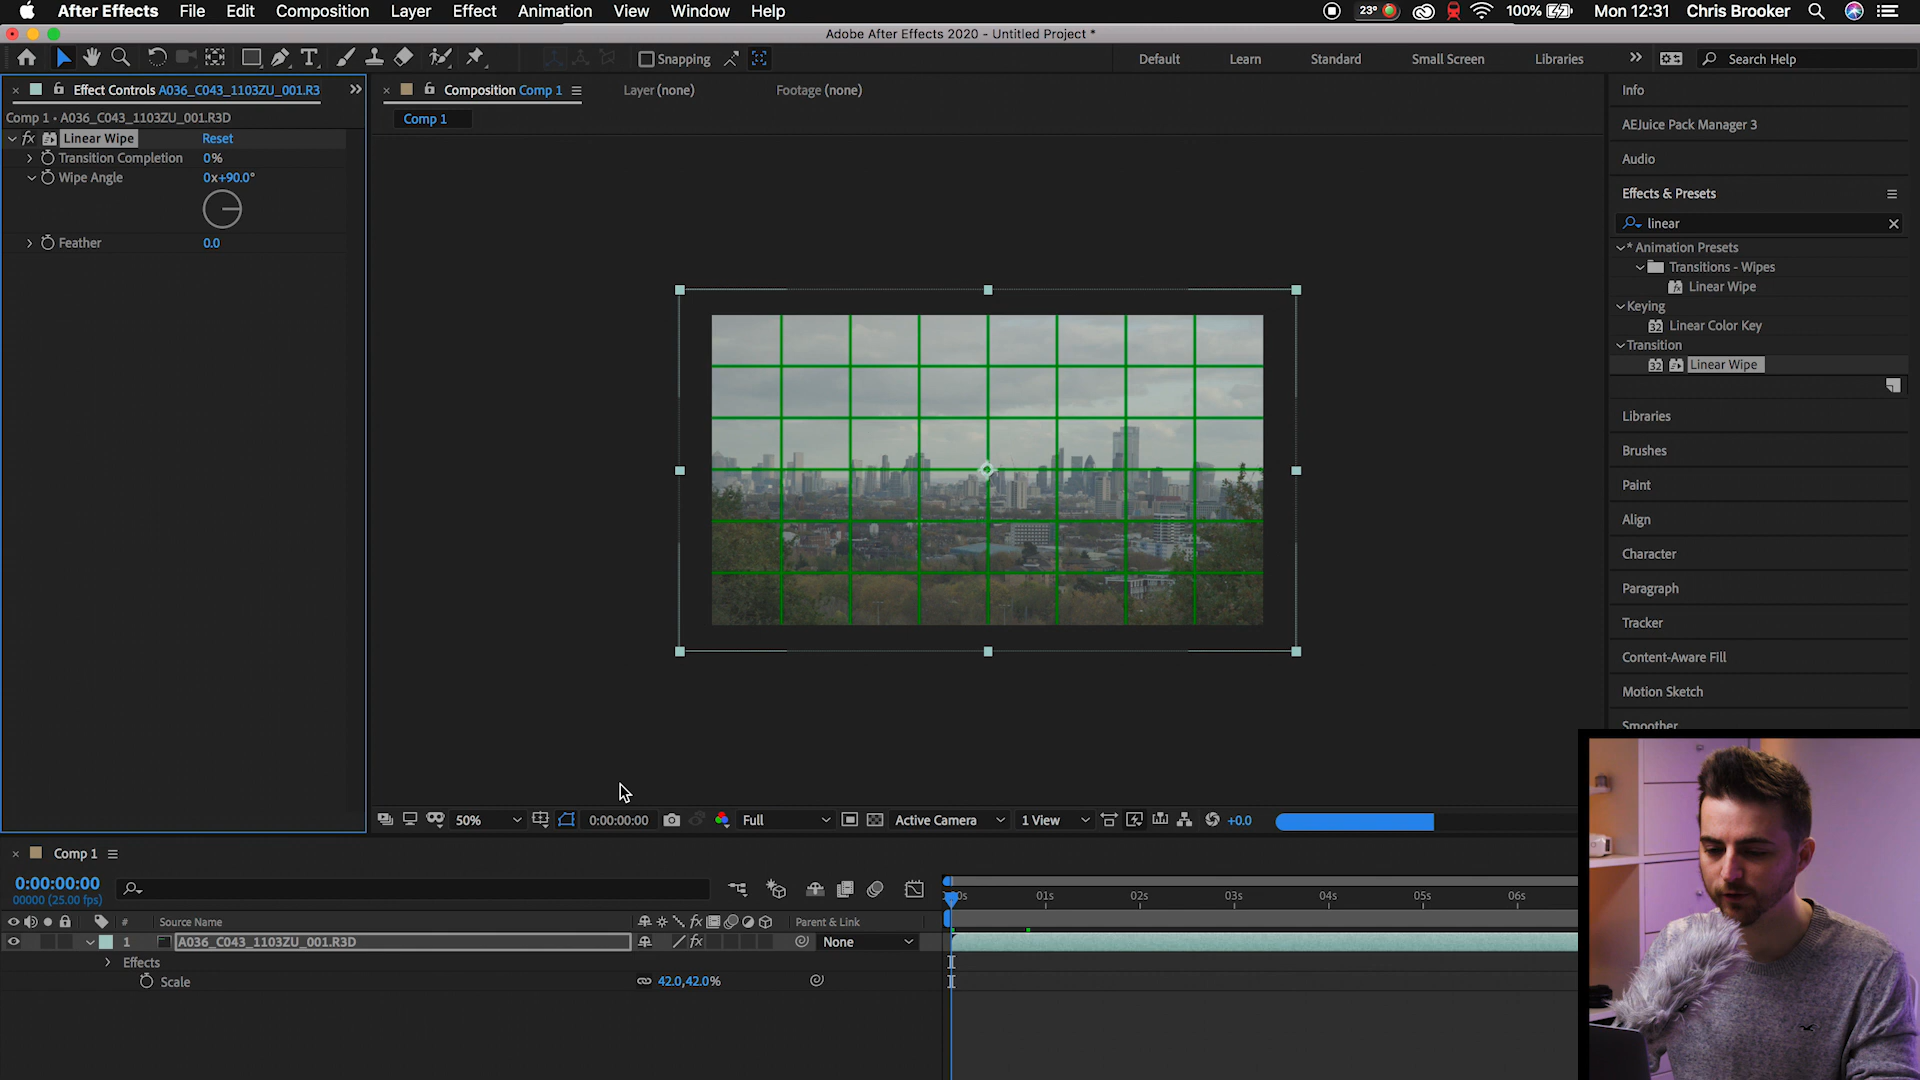 After Effects File Edit Composition Layer Effect Animation View Window Help 23° 100% Mon 12:31 Chris Brooker
Adobe After Effects 2020 - Untitled Project *
Snapping Default Learn Standard Small Screen Libraries Search Help
Effect Controls A036_C043_1103ZU_001.R3
Composition Comp 1
Layer (none)
Footage (none)
Info
Comp 1 • A036_C043_1103ZU_001.R3D
Comp 1
AEJuice Pack Manager 3
fx Linear Wipe Reset
Transition Completion 0%
Audio
Wipe Angle 0x+90.0°
Effects & Presets
linear
Feather 0.0
* Animation Presets
Transitions - Wipes
Linear Wipe
Keying
32 Linear Color Key
Transition
32 Linear Wipe
Libraries
Brushes
Paint
Align
Character
Paragraph
Tracker
Content-Aware Fill
Motion Sketch
Smoother
50% 0:00:00:00 Full Active Camera 1 View +0.0
Comp 1
0:00:00:00
00000 (25.00 fps)
01s 02s 03s 04s 05s 06s
# Source Name fx Parent & Link
1 A036_C043_1103ZU_001.R3D fx None
Effects
Scale 42.0,42.0%